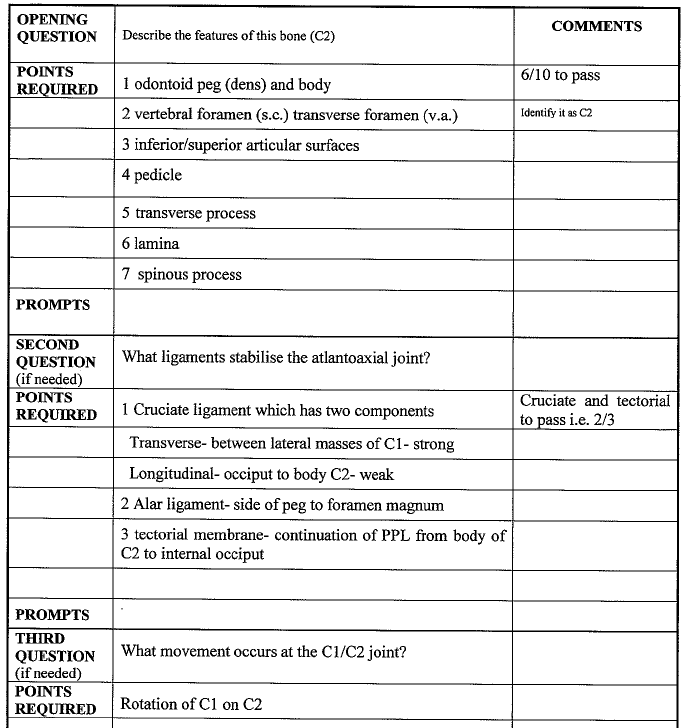 OPENING QUESTION Describe the features of this bone (C2) COMMENTS
POINTS REQUIRED 1 odontoid peg (dens) and body 6/10 to pass
2 vertebral foramen (s.c.) transverse foramen (v.a.) Identify it as C2
3 inferior/superior articular surfaces
4 pedicle
5 transverse process
6 lamina
7 spinous process
PROMPTS
SECOND QUESTION (if needed) What ligaments stabilise the atlantoaxial joint?
POINTS REQUIRED 1 Cruciate ligament which has two components Cruciate and tectorial to pass i.e. 2/3
Transverse- between lateral masses of C1- strong
Longitudinal- occiput to body C2- weak
2 Alar ligament- side of peg to foramen magnum
3 tectorial membrane- continuation of PPL from body of
C2 to internal occiput
PROMPTS
THIRD QUESTION (if needed) What movement occurs at the C1/C2 joint?
POINTS REQUIRED Rotation of C1 on C2